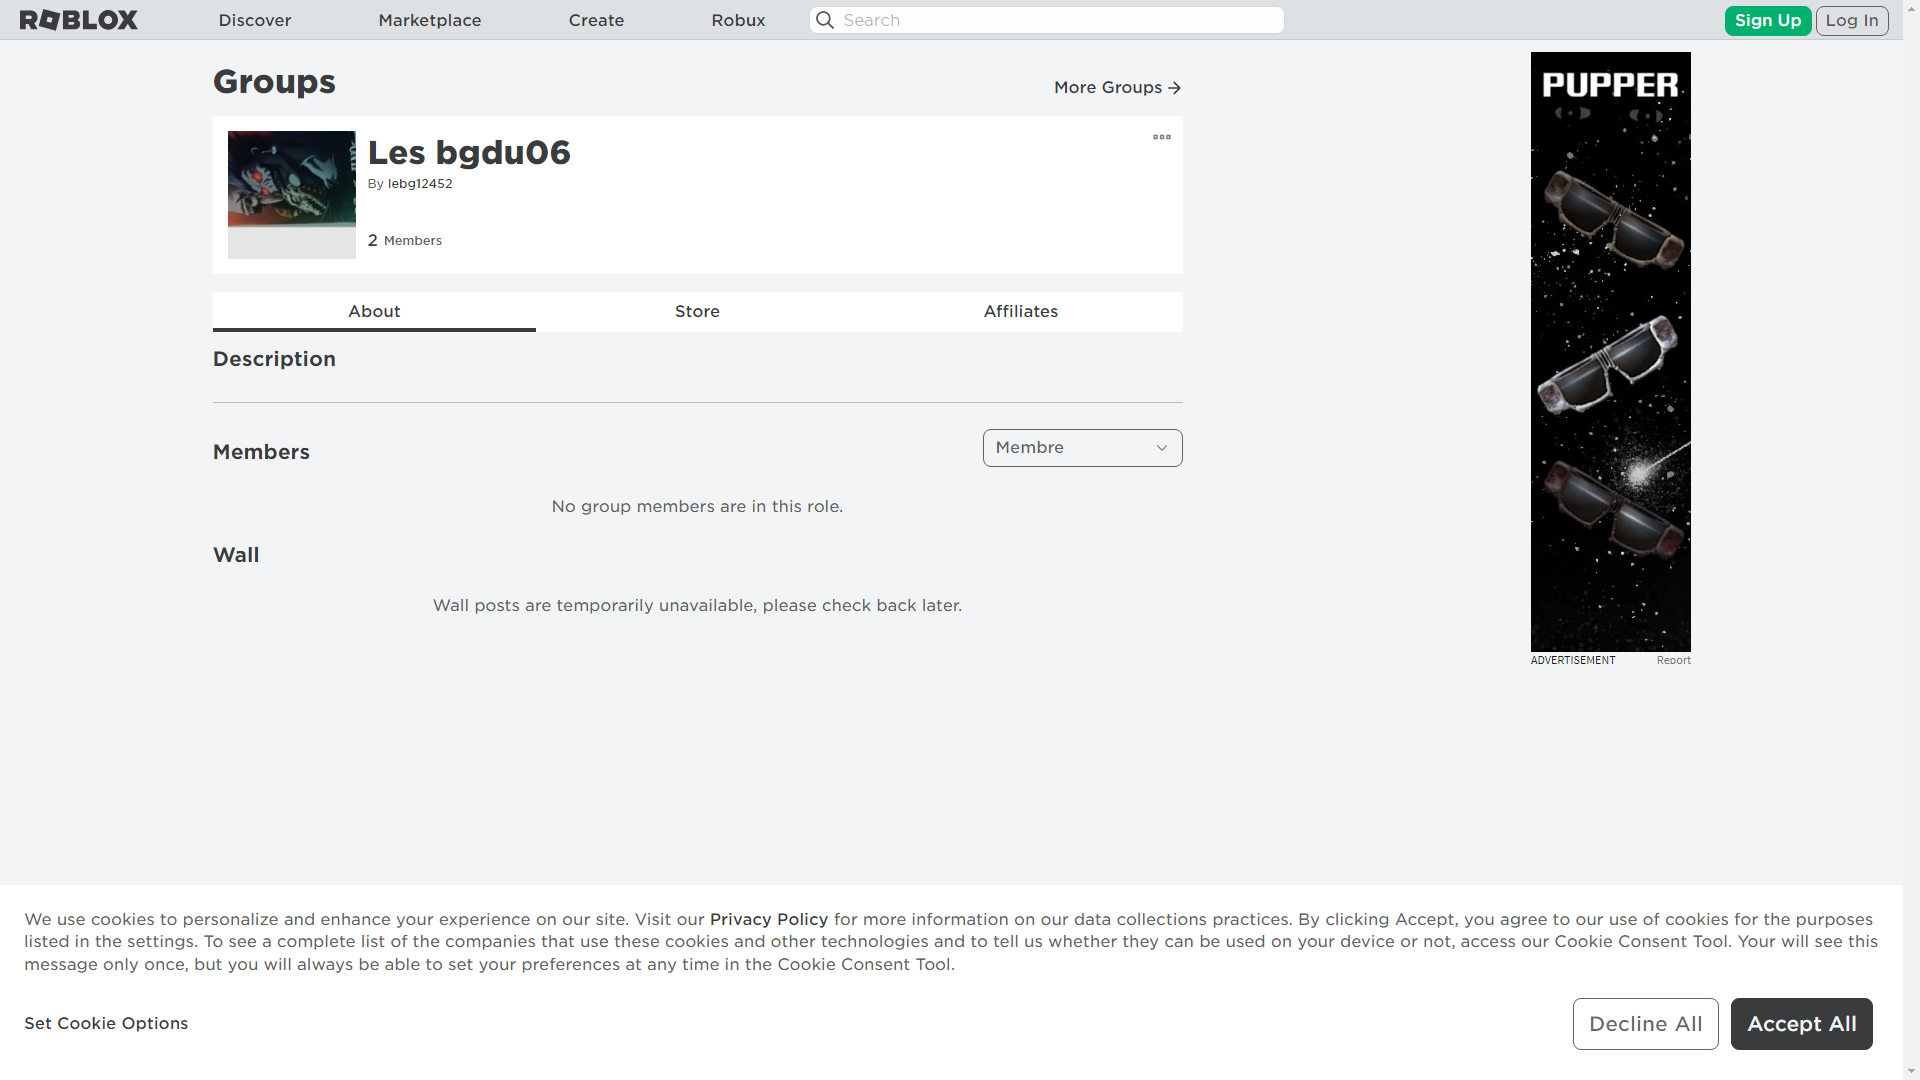 ROBLOX
Discover
Marketplace
Create
Robux
Search
Sign Up
Log In
Groups
More Groups
Les bgdu06
By lebg12452
2 Members
About
Store
Affiliates
Description
Members
Membre
No group members are in this role.
Wall
Wall posts are temporarily unavailable, please check back later.
PUPPER
ADVERTISEMENT
Report
We use cookies to personalize and enhance your experience on our site. Visit our Privacy Policy for more information on our data collections practices. By clicking Accept, you agree to our use of cookies for the purposes
listed in the settings. To see a complete list of the companies that use these cookies and other technologies and to tell us whether they can be used on your device or not, access our Cookie Consent Tool. Your will see this
message only once, but you will always be able to set your preferences at any time in the Cookie Consent Tool.
Set Cookie Options
Decline All
Accept All